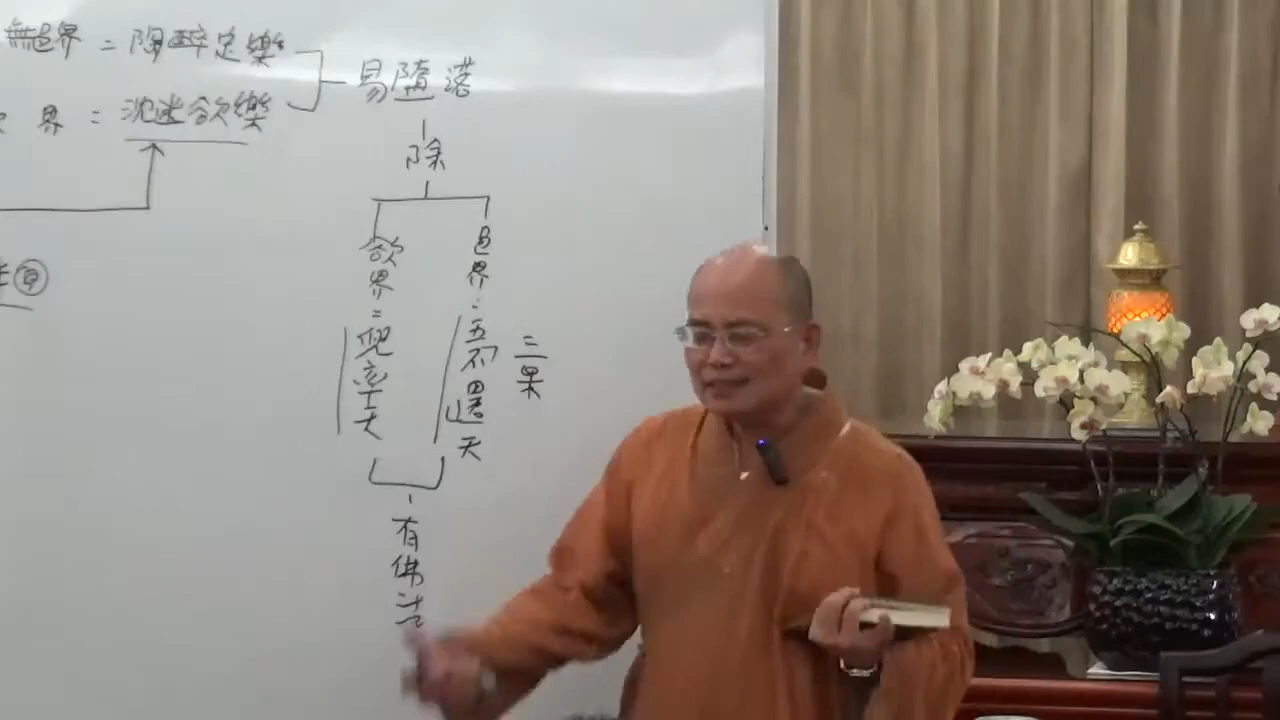 無色界 = 陶醉定樂
易墮落
界 : 沈迷欲樂
除
欲界 = 兜率天
色界 : 五不還天
三果
有佛法